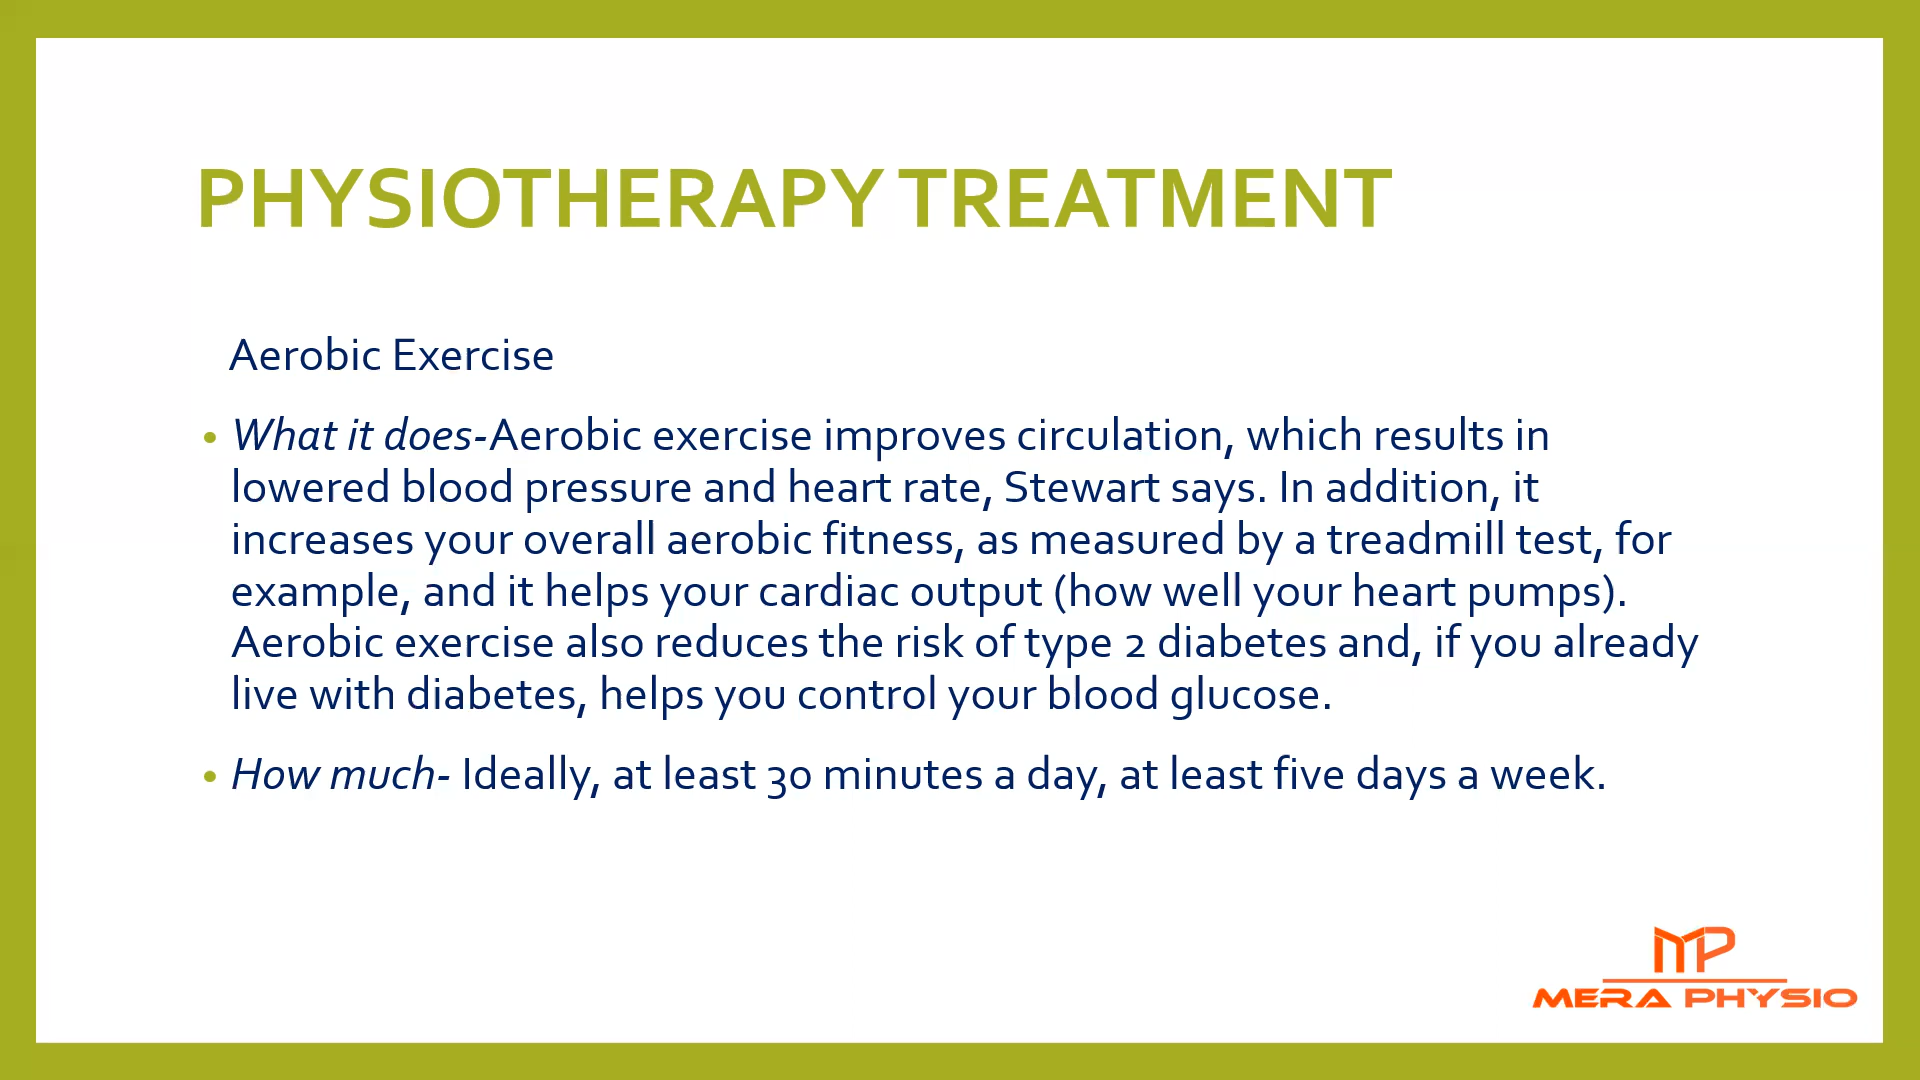 PHYSIOTHERAPY TREATMENT
Aerobic Exercise
• What it does-Aerobic exercise improves circulation, which results in
lowered blood pressure and heart rate, Stewart says. In addition, it
increases your overall aerobic fitness, as measured by a treadmill test, for
example, and it helps your cardiac output (how well your heart pumps).
Aerobic exercise also reduces the risk of type 2 diabetes and, if you already
live with diabetes, helps you control your blood glucose.
• How much- Ideally, at least 30 minutes a day, at least five days a week.
MP
MERA PHYSIO